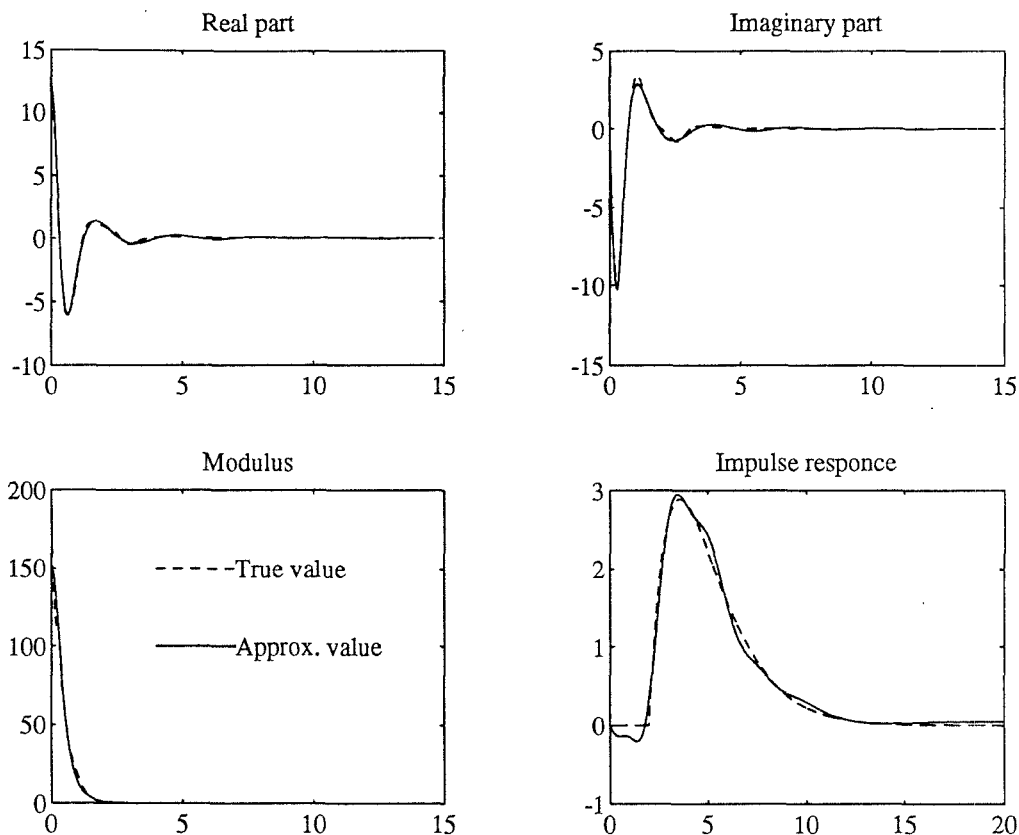 Real part
15
10
5
0
-5
-10
0 5 10 15
Imaginary part
5
0
-5
-10
-15
0 5 10 15
Modulus
200
150
100
50
0
True value
Approx. value
0 5 10 15
Impulse responce
3
2
1
0
-1
0 5 10 15 20